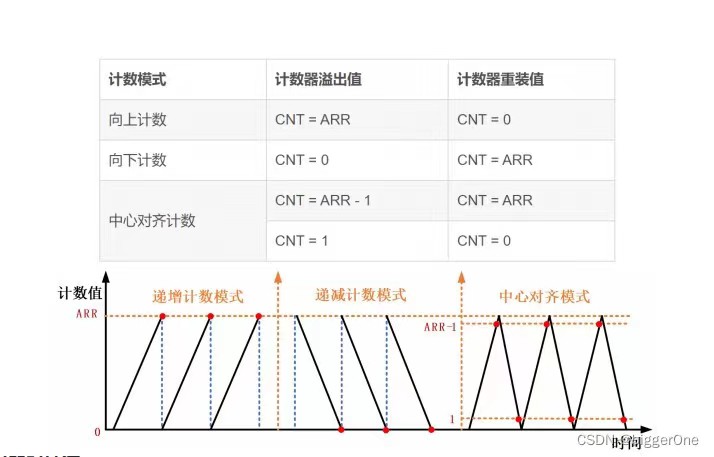 计数模式 计数器溢出值 计数器重装值
向上计数 CNT = ARR CNT = 0
向下计数 CNT = 0 CNT = ARR
中心对齐计数 CNT = ARR - 1 CNT = ARR
CNT = 1 CNT = 0
计数值 递增计数模式 递减计数模式 中心对齐模式
ARR ARR-1
1
0
时间
CSDN @biggerOne